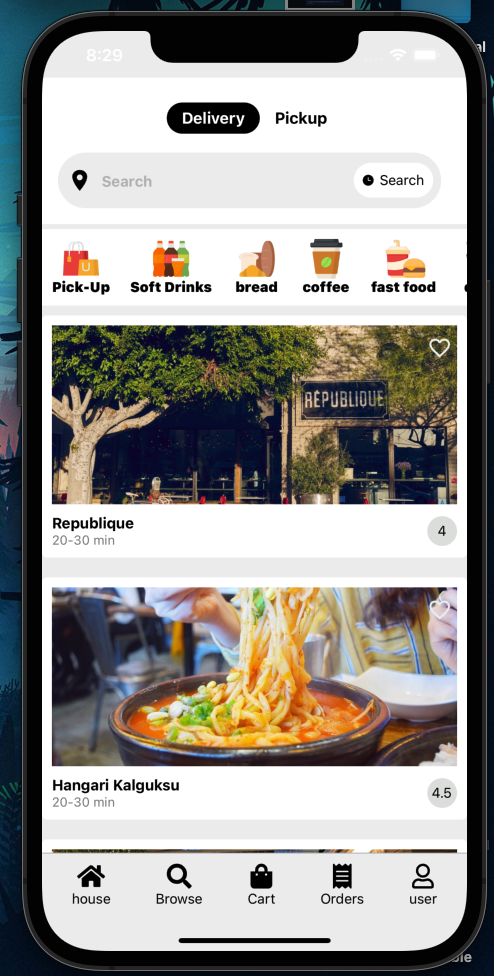 al
8:29
Delivery Pickup
Search Search
Pick-Up Soft Drinks bread coffee fast food
RÉPUBLIQUE
Republique
20-30 min
4
Hangari Kalguksu
20-30 min
4.5
house Browse Cart Orders user